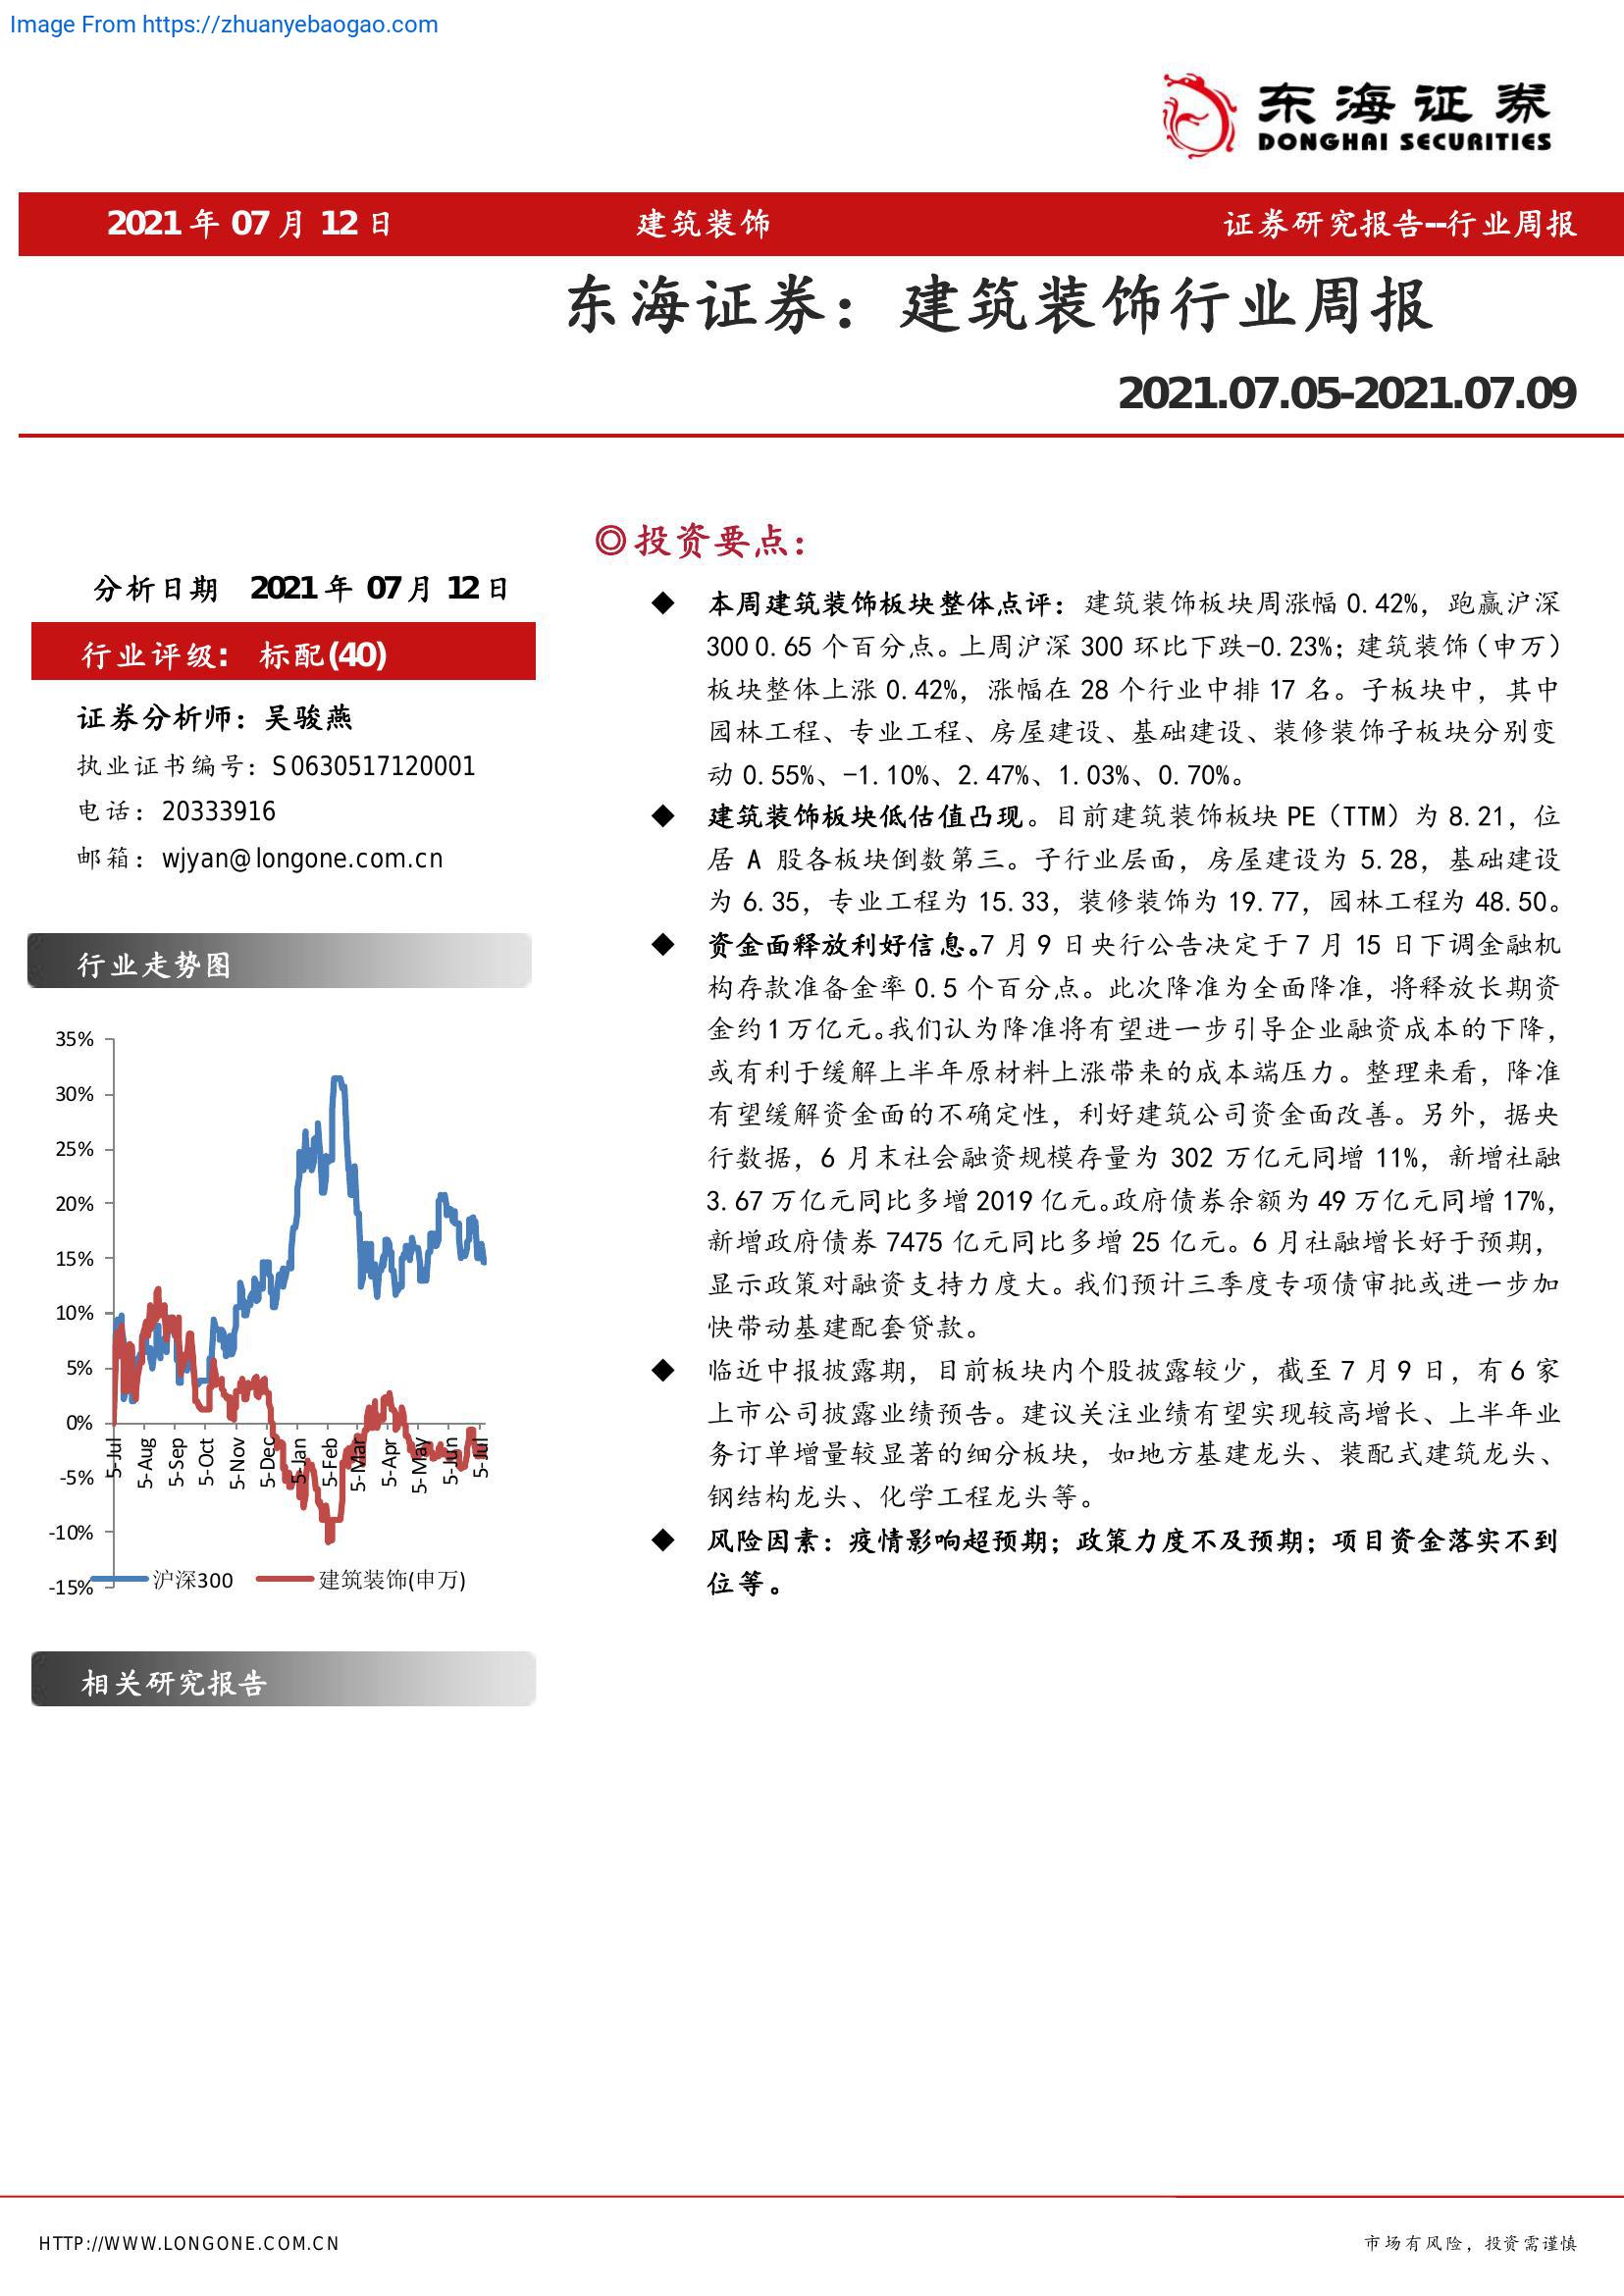 Image From https://zhuanyebaogao.com
东海证券
DONGHAI SECURITIES
2021 年 07 月 12 日 建筑装饰 证券研究报告--行业周报
东海证券：建筑装饰行业周报
2021.07.05-2021.07.09
分析日期 2021 年 07 月 12 日
行业评级： 标配(40)
证券分析师：吴骏燕
执业证书编号：S0630517120001
电话：20333916
邮箱：wjyan@longone.com.cn
行业走势图
35%
30%
25%
20%
15%
10%
5%
0%
-5%
-10%
-15%
5-Jul
5-Aug
5-Sep
5-Oct
5-Nov
5-Dec
5-Jan
5-Feb
5-Mar
5-Apr
5-May
5-Jun
5-Jul
沪深300 建筑装饰(申万)
相关研究报告
◎投资要点：
◆ 本周建筑装饰板块整体点评：建筑装饰板块周涨幅 0.42%，跑赢沪深
300 0.65 个百分点。上周沪深 300 环比下跌-0.23%；建筑装饰（申万）
板块整体上涨 0.42%，涨幅在 28 个行业中排 17 名。子板块中，其中
园林工程、专业工程、房屋建设、基础建设、装修装饰子板块分别变
动 0.55%、-1.10%、2.47%、1.03%、0.70%。
◆ 建筑装饰板块低估值凸现。目前建筑装饰板块 PE（TTM）为 8.21，位
居 A 股各板块倒数第三。子行业层面，房屋建设为 5.28，基础建设
为 6.35，专业工程为 15.33，装修装饰为 19.77，园林工程为 48.50。
◆ 资金面释放利好信息。7 月 9 日央行公告决定于 7 月 15 日下调金融机
构存款准备金率 0.5 个百分点。此次降准为全面降准，将释放长期资
金约 1 万亿元。我们认为降准将有望进一步引导企业融资成本的下降，
或有利于缓解上半年原材料上涨带来的成本端压力。整理来看，降准
有望缓解资金面的不确定性，利好建筑公司资金面改善。另外，据央
行数据，6 月末社会融资规模存量为 302 万亿元同增 11%，新增社融
3.67 万亿元同比多增 2019 亿元。政府债券余额为 49 万亿元同增 17%，
新增政府债券 7475 亿元同比多增 25 亿元。6 月社融增长好于预期，
显示政策对融资支持力度大。我们预计三季度专项债审批或进一步加
快带动基建配套贷款。
◆ 临近中报披露期，目前板块内个股披露较少，截至 7 月 9 日，有 6 家
上市公司披露业绩预告。建议关注业绩有望实现较高增长、上半年业
务订单增量较显著的细分板块，如地方基建龙头、装配式建筑龙头、
钢结构龙头、化学工程龙头等。
◆ 风险因素：疫情影响超预期；政策力度不及预期；项目资金落实不到
位等。
HTTP://WWW.LONGONE.COM.CN 市场有风险，投资需谨慎